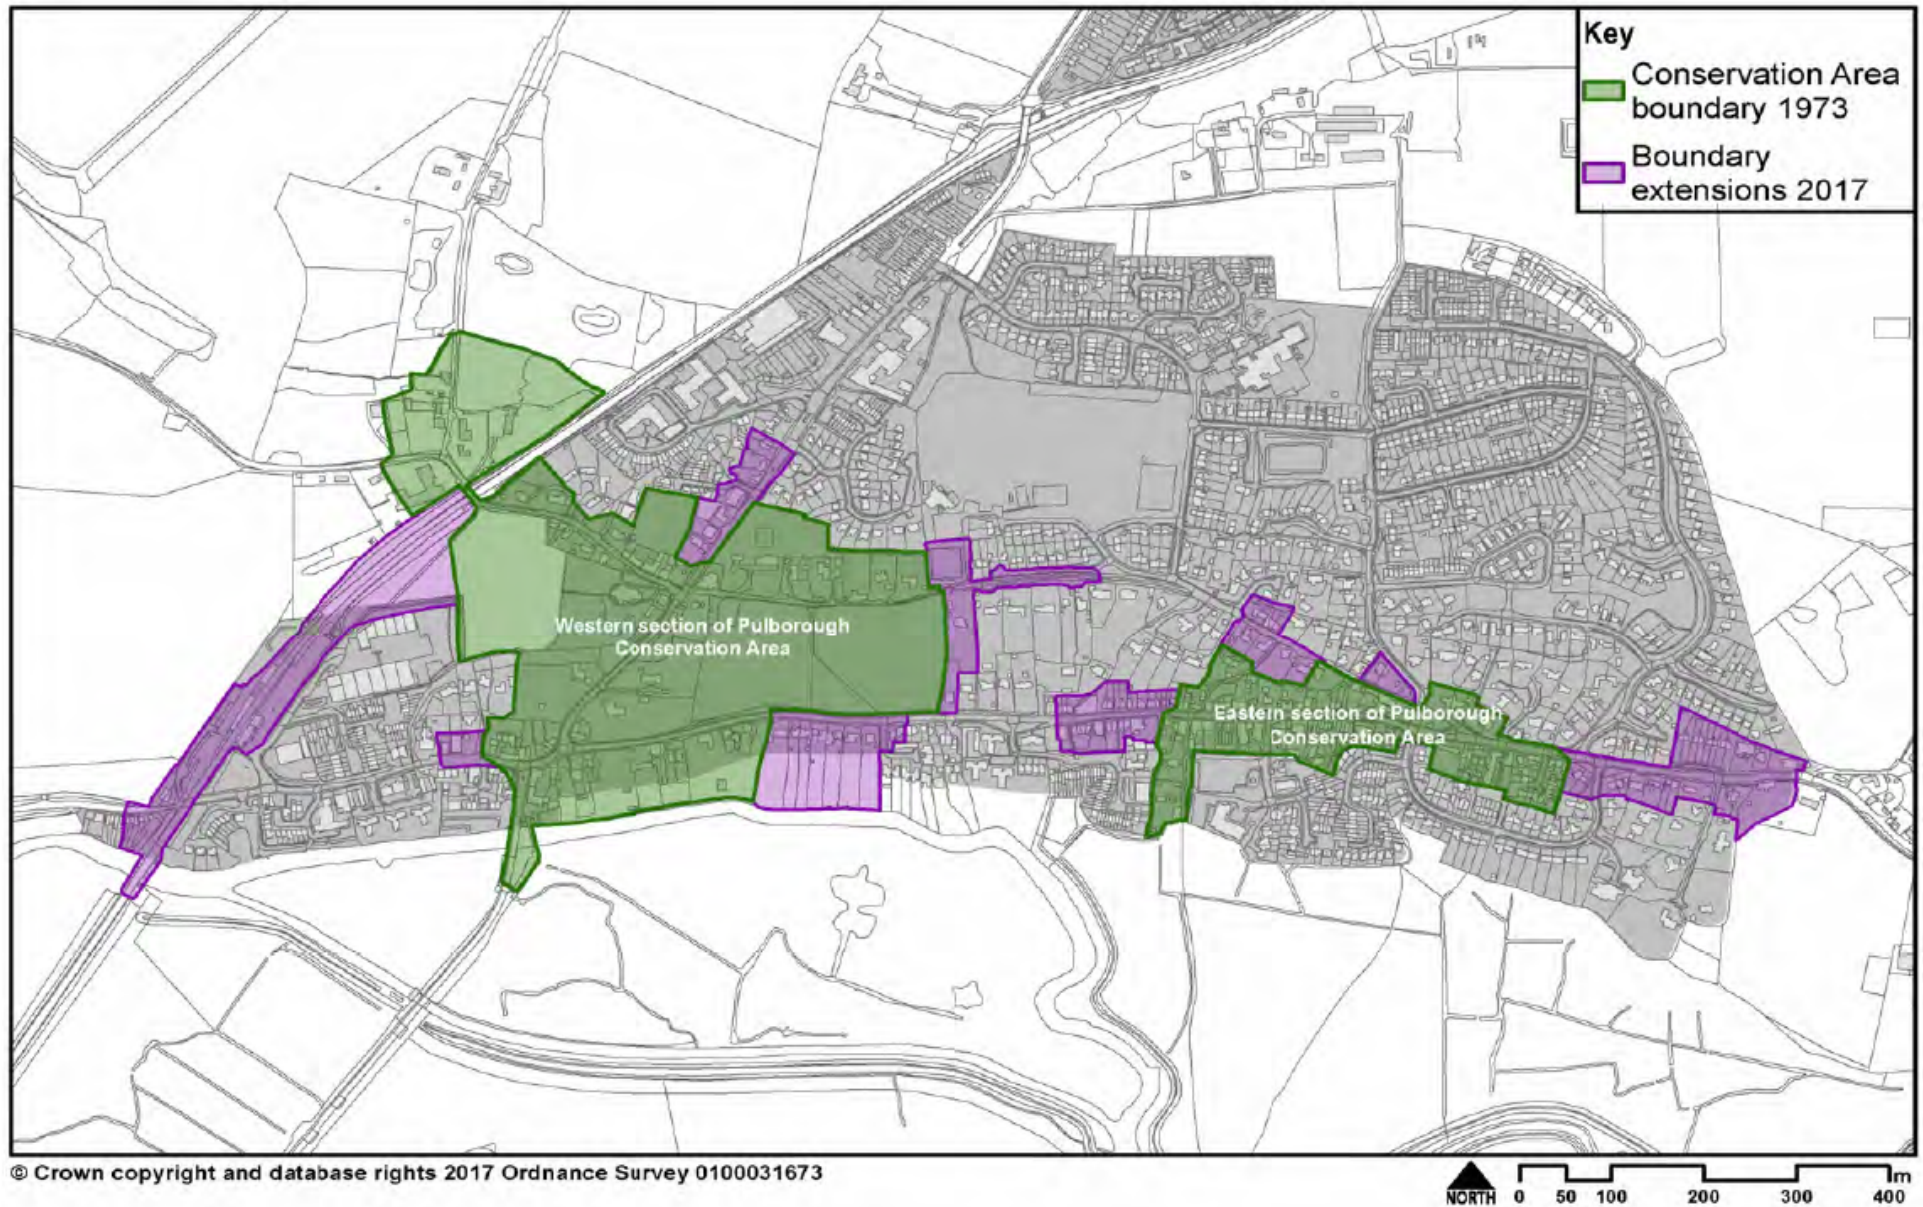 Key
Conservation Area
boundary 1973
Boundary
extensions 2017
Western section of Pulborough
Conservation Area
Eastern section of Pulborough
Conservation Area
© Crown copyright and database rights 2017 Ordnance Survey 0100031673
NORTH
0 50 100 200 300 400
m